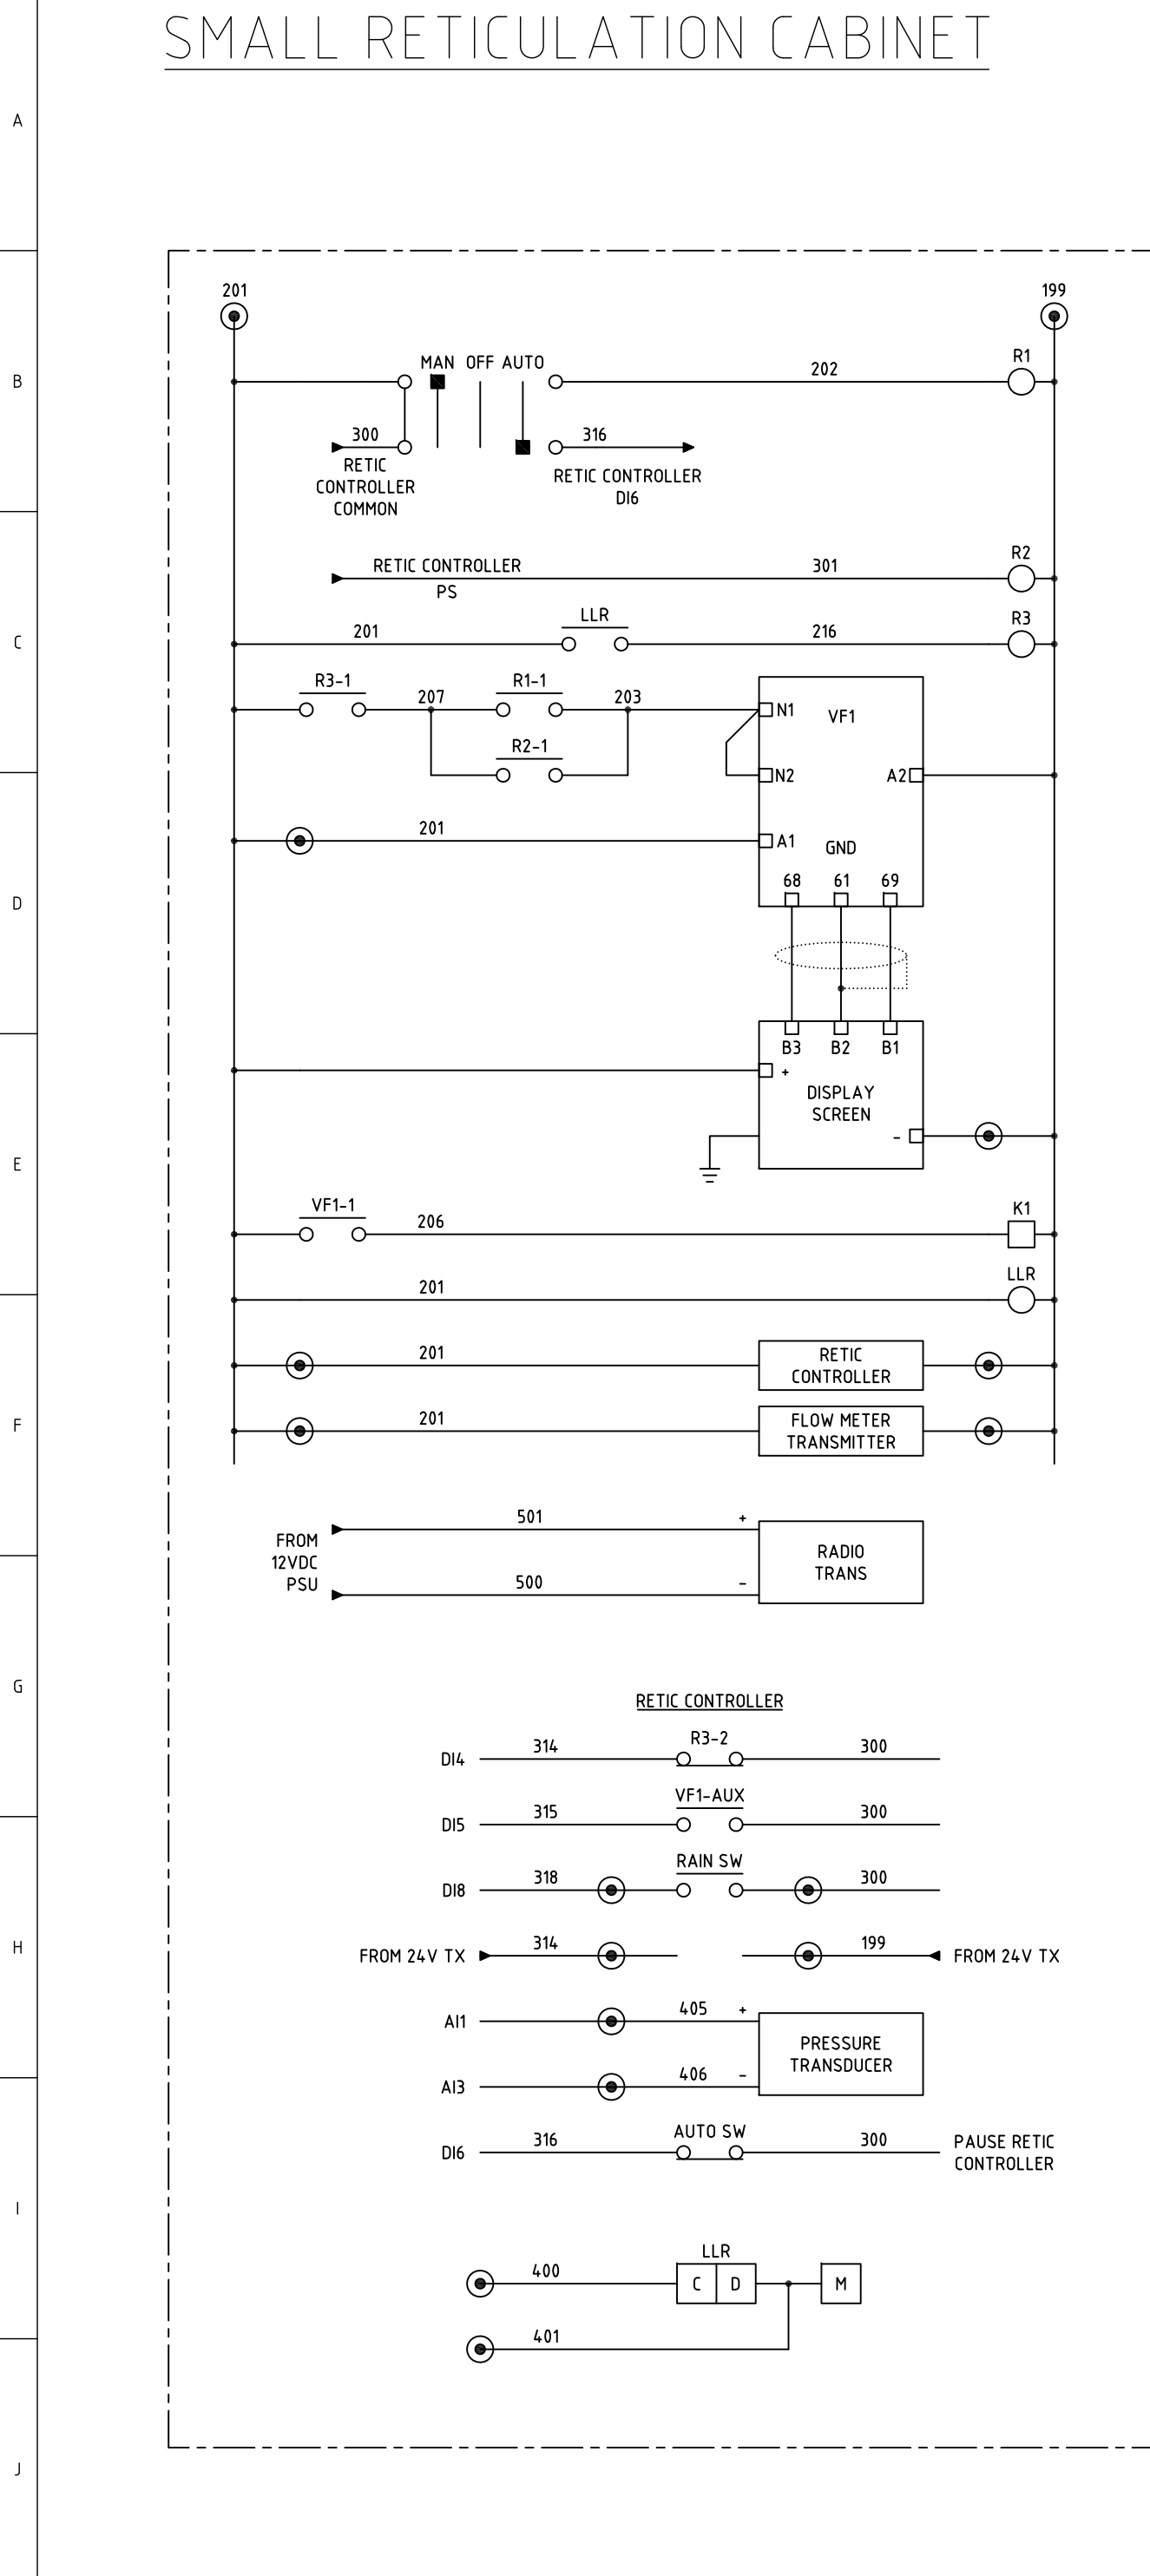 SMALL RETICULATION CABINET
A
201
199
B
MAN OFF AUTO
202
R1
300
316
RETIC
CONTROLLER
COMMON
RETIC CONTROLLER
DI6
RETIC CONTROLLER
PS
301
R2
C
201
LLR
216
R3
R3-1
207
R1-1
203
N1
VF1
R2-1
N2
A2
201
A1
GND
D
68
61
69
B3
B2
B1
+
DISPLAY
SCREEN
-
E
VF1-1
206
K1
201
LLR
201
RETIC
CONTROLLER
F
201
FLOW METER
TRANSMITTER
FROM
12VDC
PSU
501
+
500
-
RADIO
TRANS
G
RETIC CONTROLLER
DI4
314
R3-2
300
DI5
315
VF1-AUX
300
DI8
318
RAIN SW
300
H
FROM 24V TX
314
199
FROM 24V TX
AI1
405
+
PRESSURE
TRANSDUCER
AI3
406
-
DI6
316
AUTO SW
300
PAUSE RETIC
CONTROLLER
I
400
LLR
C
D
M
401
J